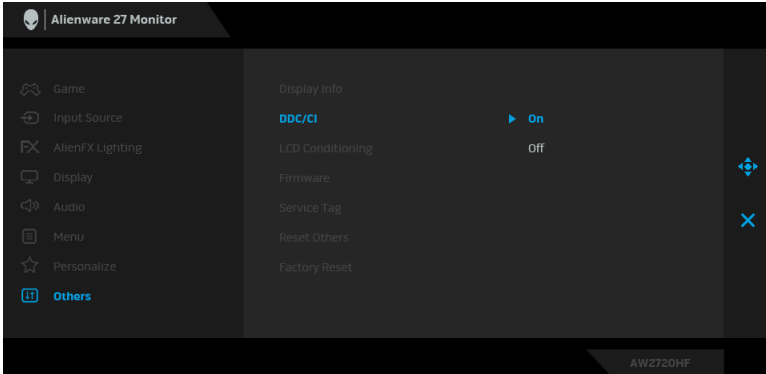 Alienware 27 Monitor
Game
Input Source
FX AlienFX Lighting
Display
Audio
Menu
Personalize
Others
Display Info
DDC/CI On
LCD Conditioning Off
Firmware
Service Tag
Reset Others
Factory Reset
AW2720HF